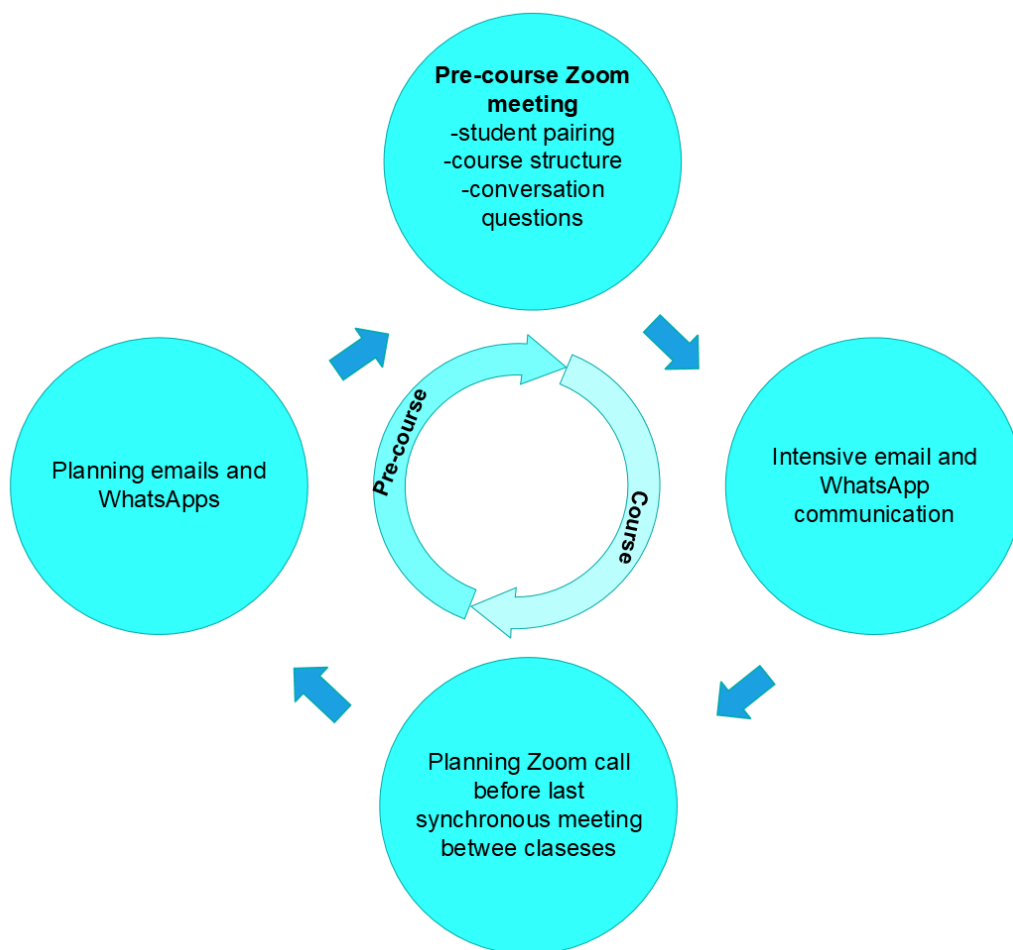 Pre-course Zoom
meeting
-student pairing
-course structure
-conversation
questions
Planning emails and
WhatsApps
Pre-course
Course
Intensive email and
WhatsApp
communication
Planning Zoom call
before last
synchronous meeting
betwee claseses